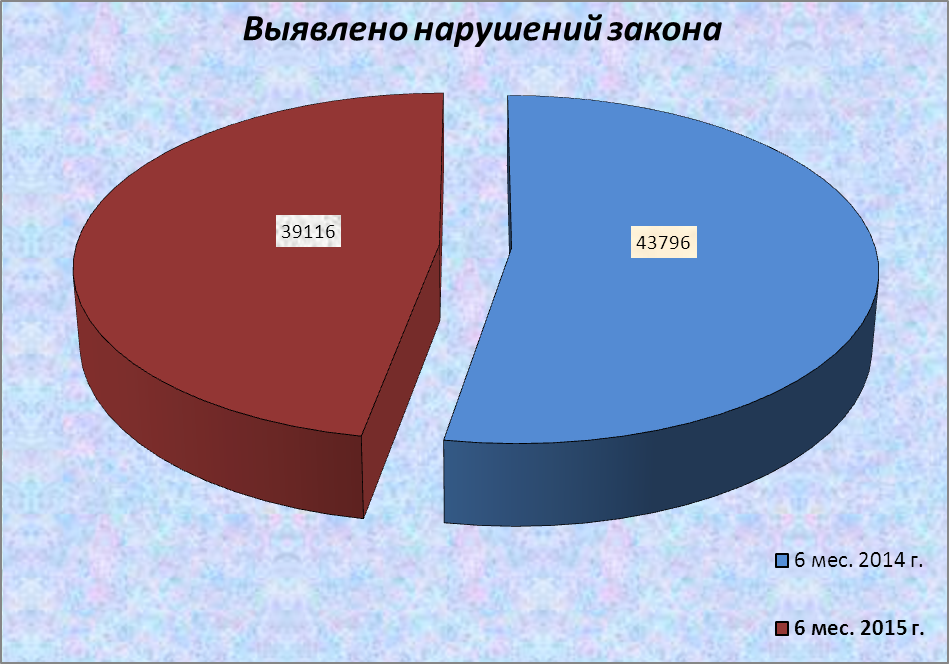 Выявлено нарушений закона
39116
43796
6 мес. 2014 г.
6 мес. 2015 г.